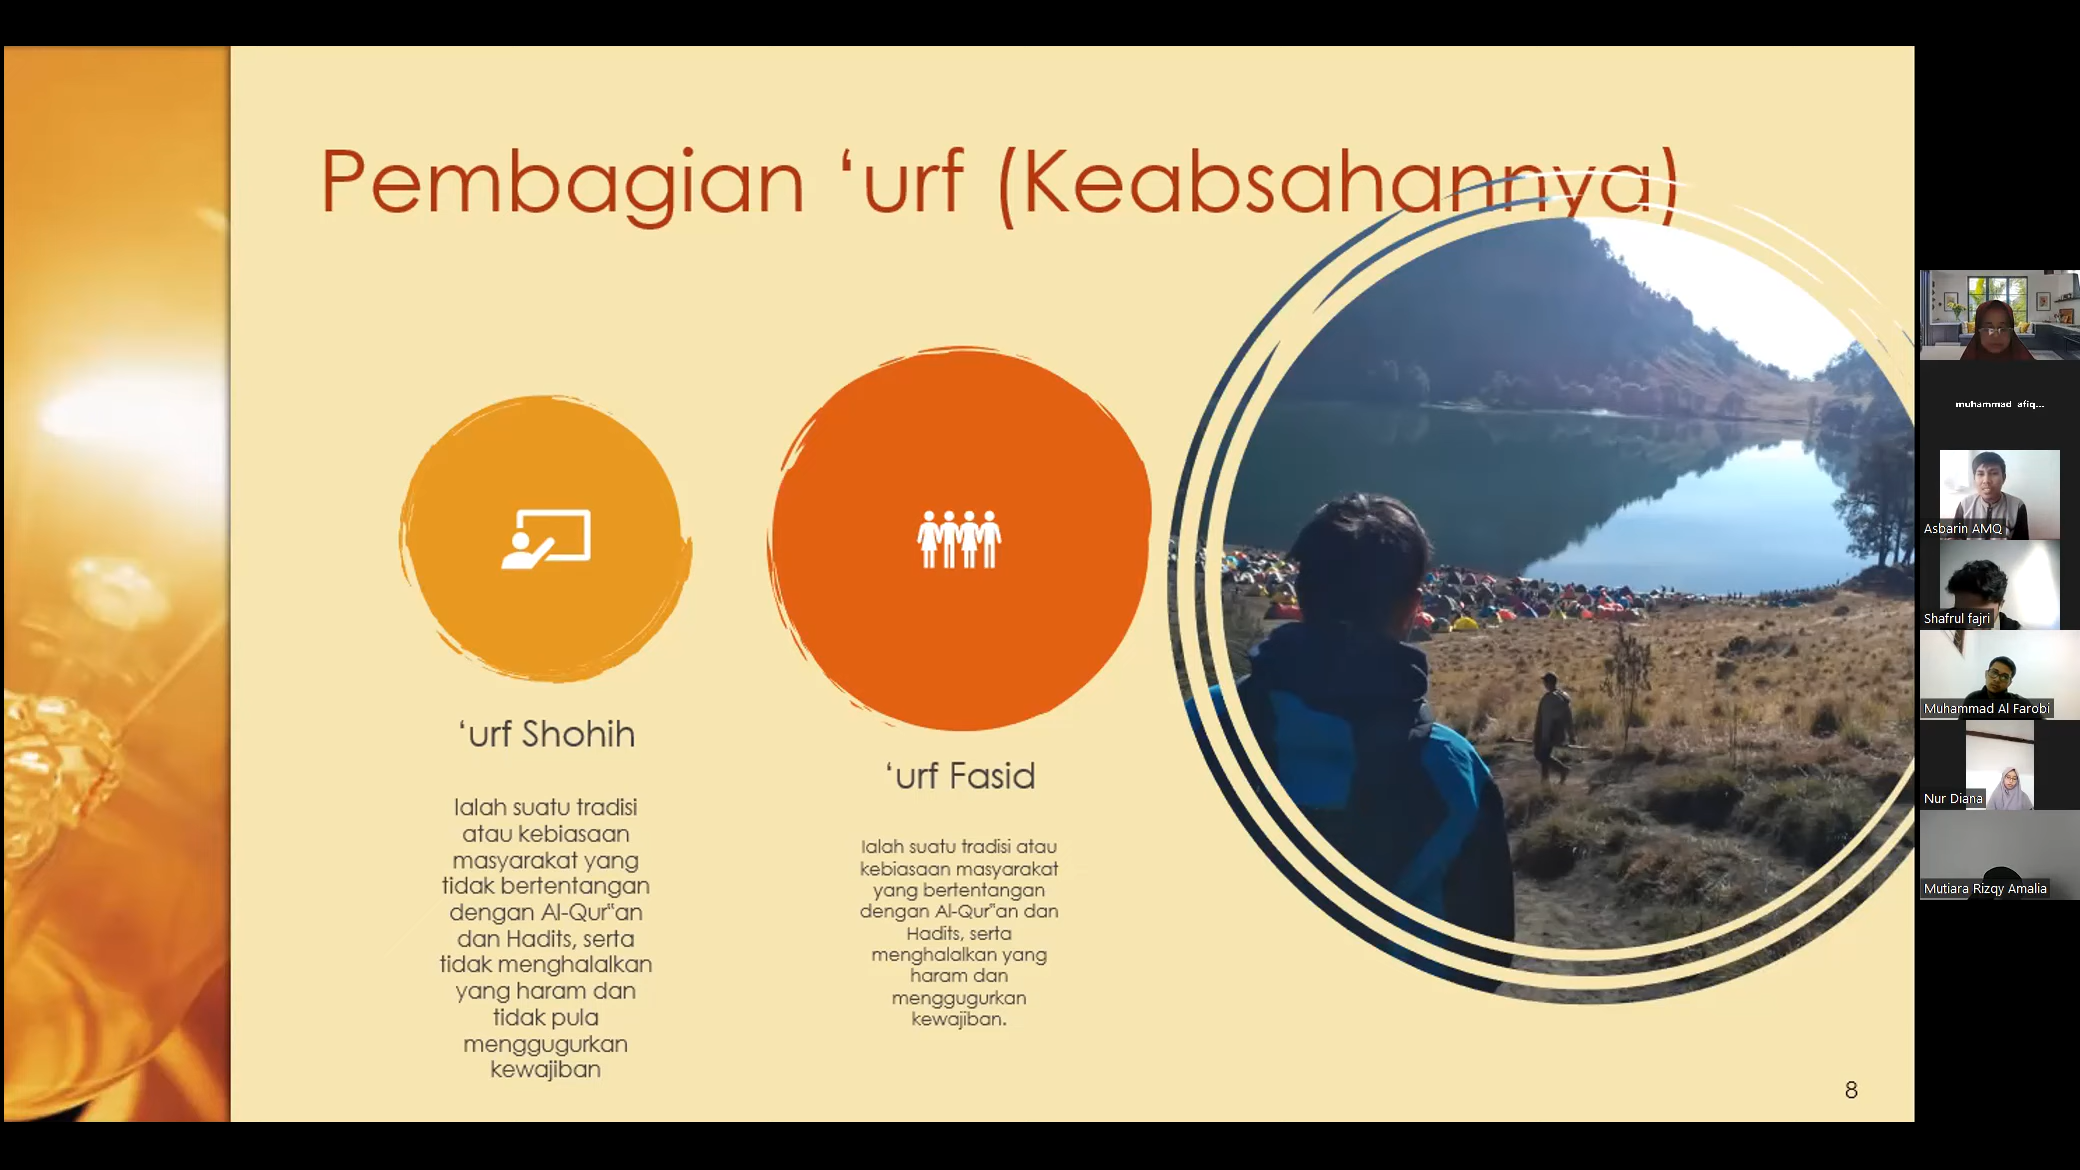 Pembagian ‘urf (Keabsahannya)
‘urf Shohih
Ialah suatu tradisi
atau kebiasaan
masyarakat yang
tidak bertentangan
dengan Al-Qur‟an
dan Hadits, serta
tidak menghalalkan
yang haram dan
tidak pula
menggugurkan
kewajiban
‘urf Fasid
Ialah suatu tradisi atau
kebiasaan masyarakat
yang bertentangan
dengan Al-Qur‟an dan
Hadits, serta
menghalalkan yang
haram dan
menggugurkan
kewajiban.
8
muhammad afiq...
Asbarin AMQ
Shafrul fajri
Muhammad Al Farobi
Nur Diana
Mutiara Rizqy Amalia